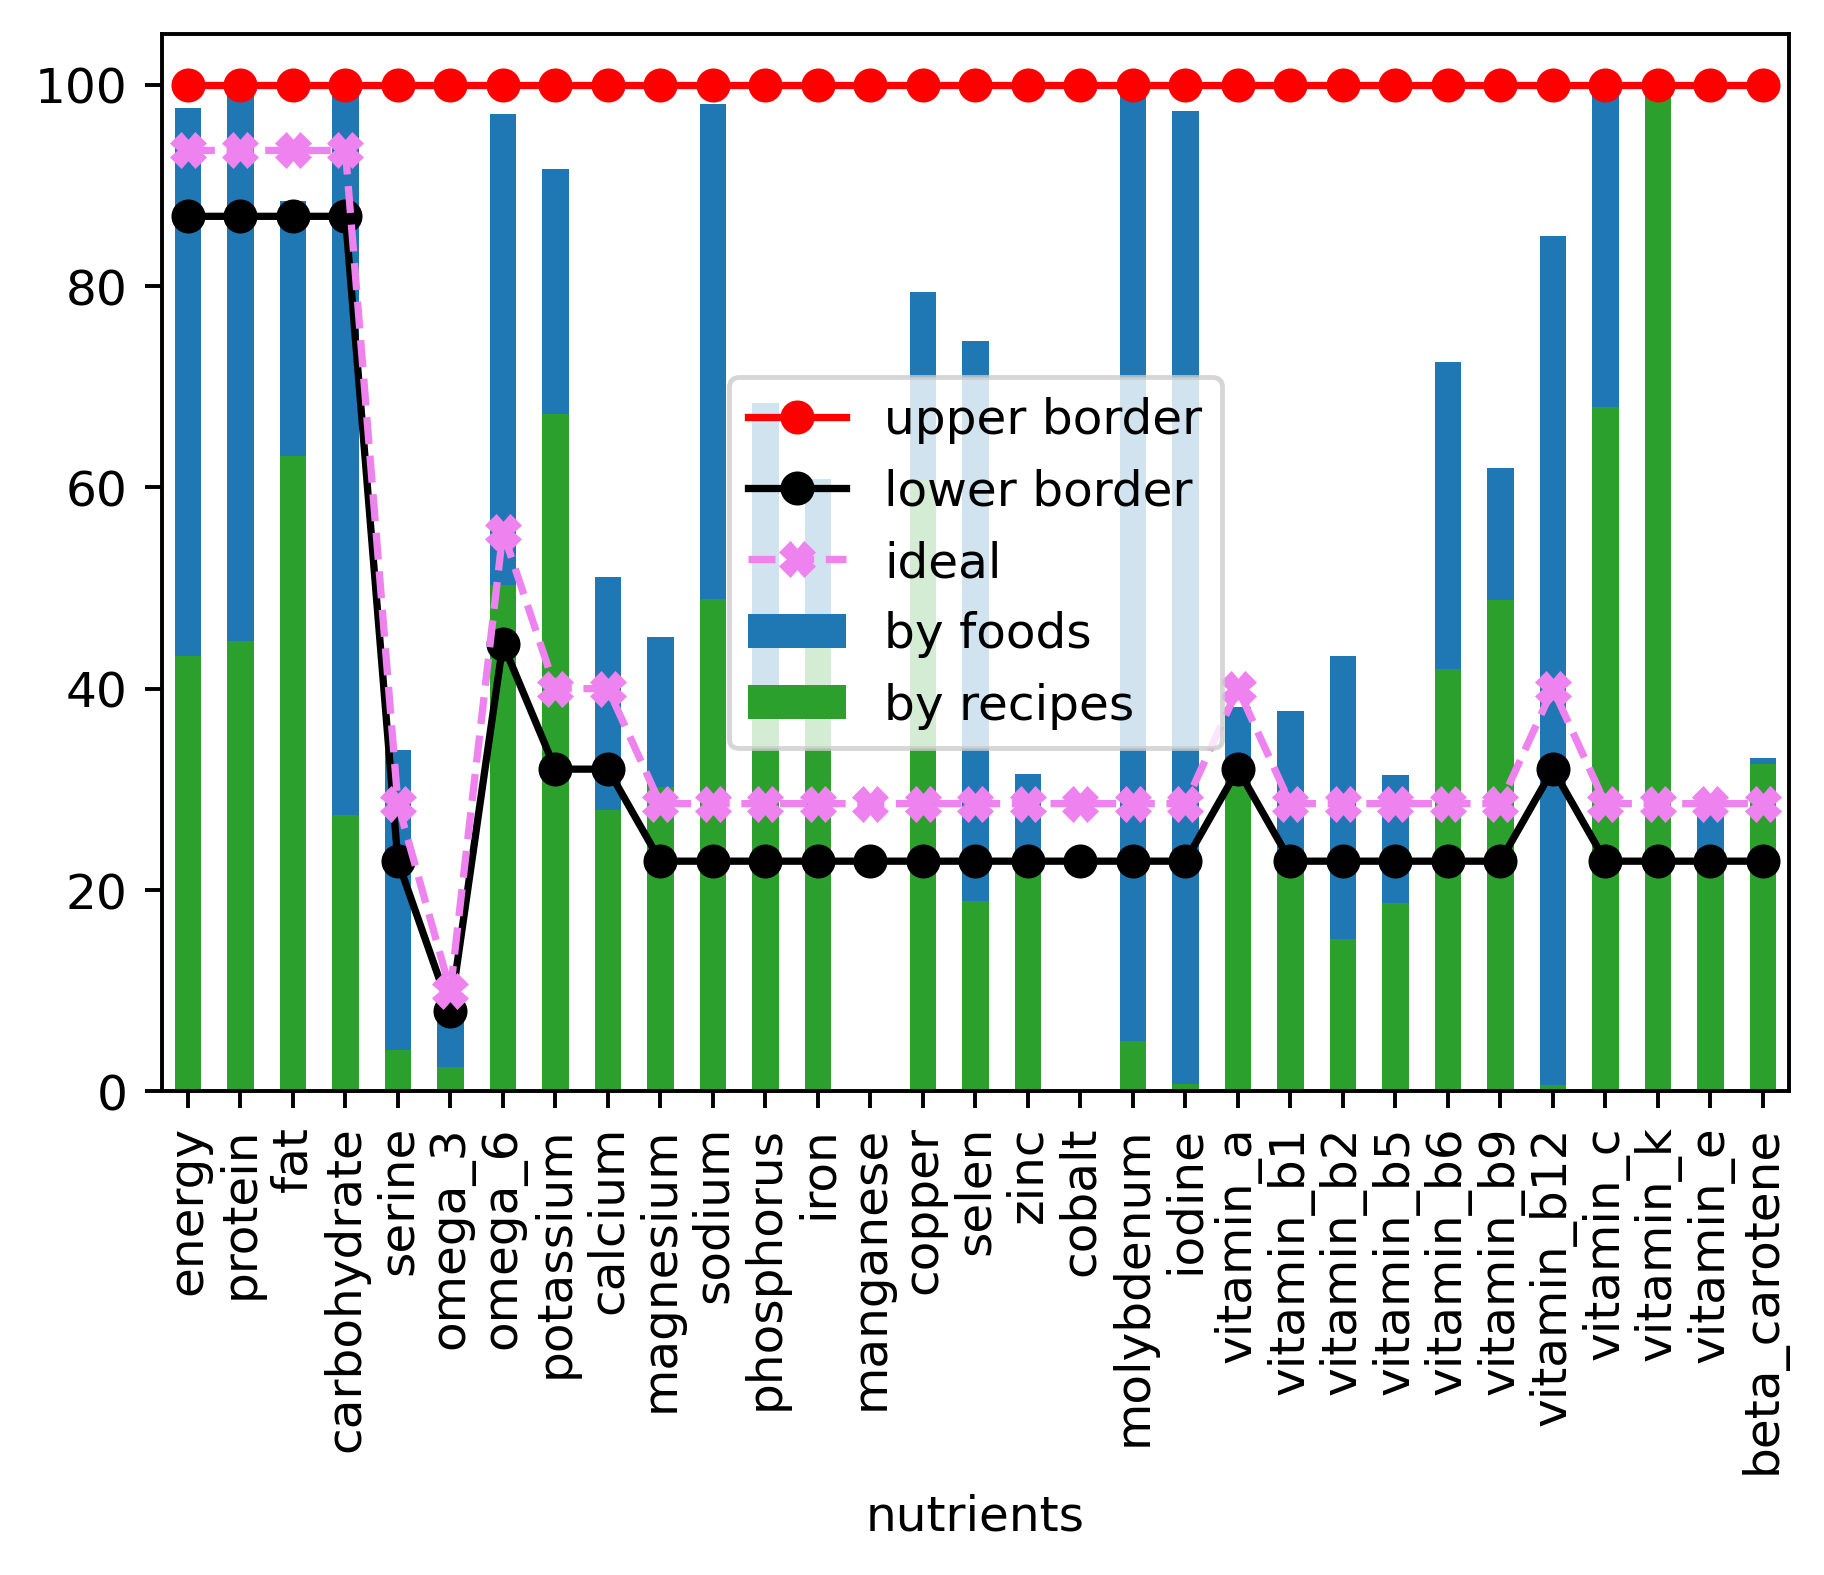 100
80
60
40
20
0
upper border
lower border
ideal
by foods
by recipes
energy
protein
fat
carbohydrate
serine
omega_3
omega_6
potassium
calcium
magnesium
sodium
phosphorus
iron
manganese
copper
selen
zinc
cobalt
molybdenum
iodine
vitamin_a
vitamin_b1
vitamin_b2
vitamin_b5
vitamin_b6
vitamin_b9
vitamin_b12
vitamin_c
vitamin_k
vitamin_e
beta_carotene
nutrients